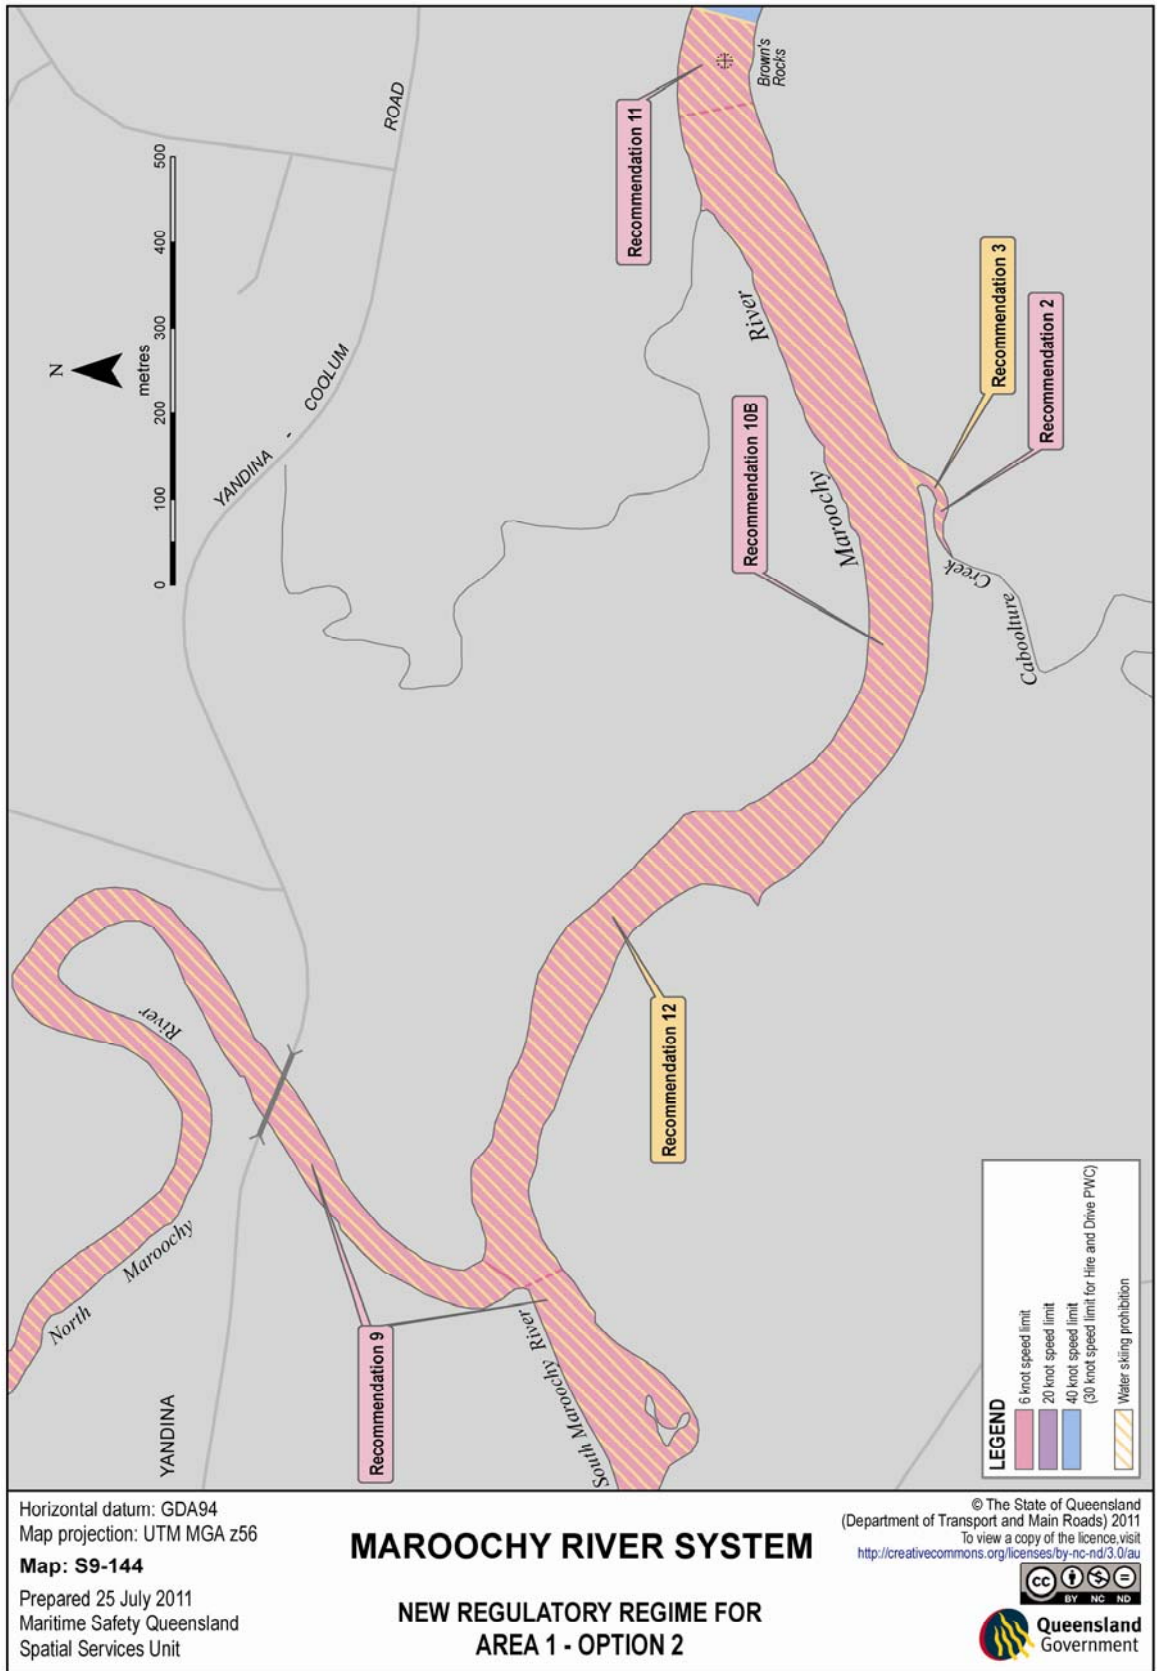 ROAD
COOLUM
-
YANDINA
N
metres
0 100 200 300 400 500
Brown's
Rocks
Recommendation 11
River
Maroochy
Recommendation 10B
Recommendation 3
Recommendation 2
Creek
Caboolture
Recommendation 12
River
Maroochy
North
YANDINA
Recommendation 9
South Maroochy River
LEGEND
6 knot speed limit
20 knot speed limit
40 knot speed limit
(30 knot speed limit for Hire and Drive PWC)
Water skiing prohibition
Horizontal datum: GDA94
Map projection: UTM MGA z56
Map: S9-144
Prepared 25 July 2011
Maritime Safety Queensland
Spatial Services Unit
MAROOCHY RIVER SYSTEM
NEW REGULATORY REGIME FOR
AREA 1 - OPTION 2
© The State of Queensland
(Department of Transport and Main Roads) 2011
To view a copy of the licence,visit
http://creativecommons.org/licenses/by-nc-nd/3.0/au
cc
BY NC ND
Queensland
Government